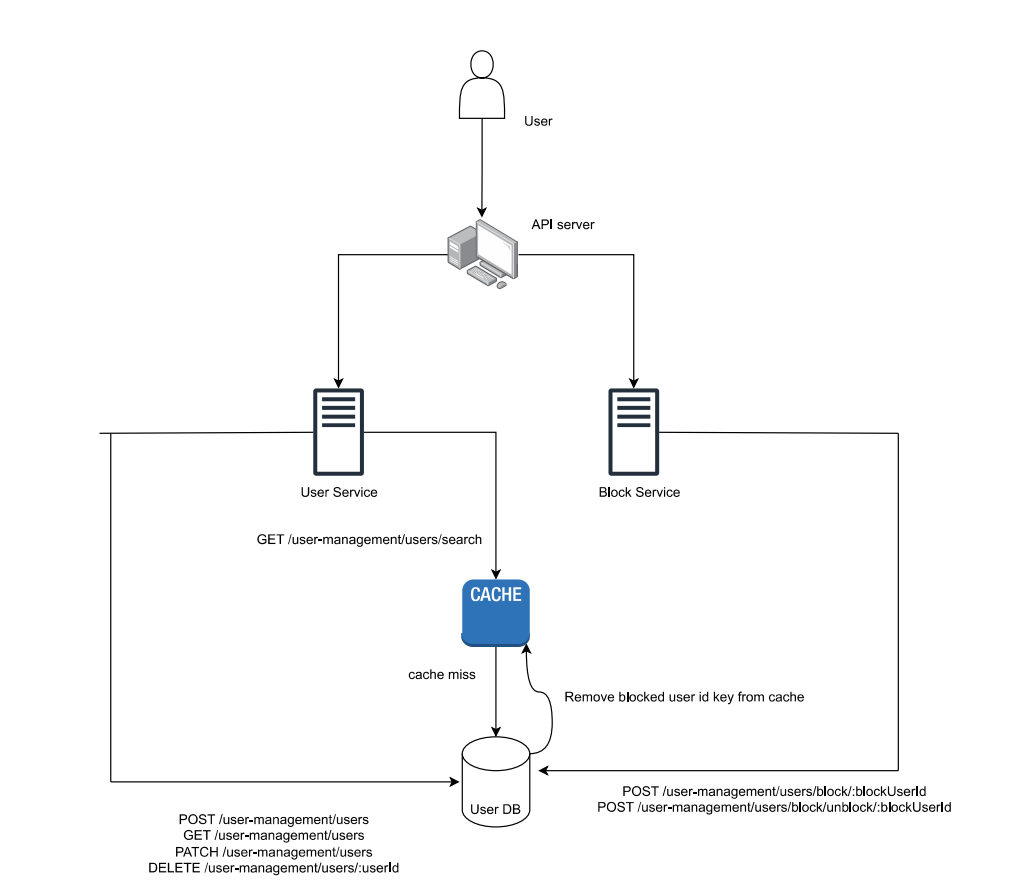 User
API server
User Service
Block Service
GET /user-management/users/search
CACHE
cache miss
Remove blocked user id key from cache
User DB
POST /user-management/users/block/:blockUserId
POST /user-management/users/block/unblock/:blockUserId
POST /user-management/users
GET /user-management/users
PATCH /user-management/users
DELETE /user-management/users/:userId